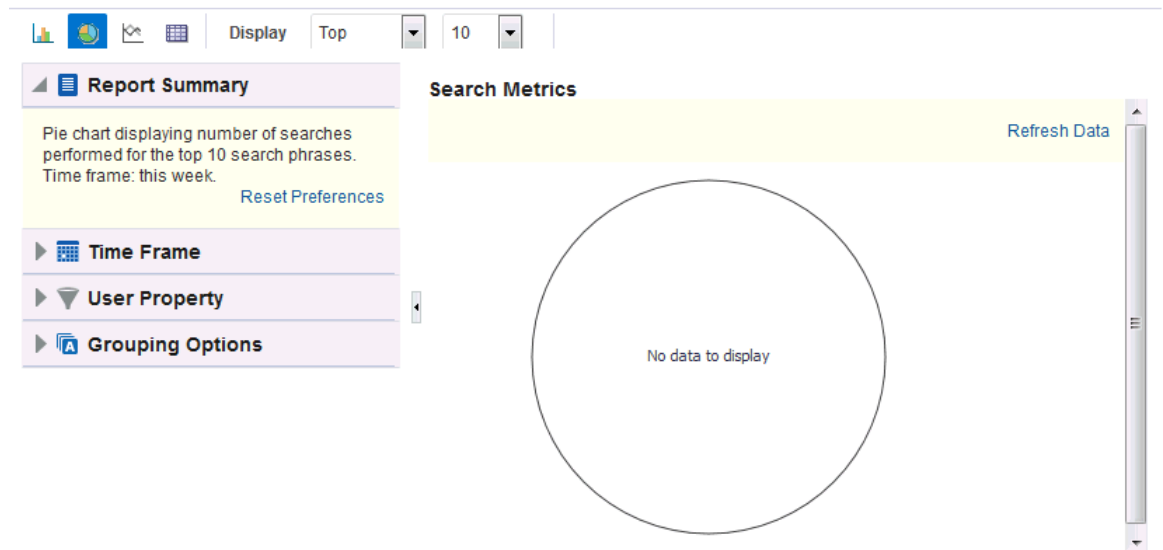 Display Top 10
Report Summary
Pie chart displaying number of searches
performed for the top 10 search phrases.
Time frame: this week.
Reset Preferences
Time Frame
User Property
Grouping Options
Search Metrics
Refresh Data
No data to display